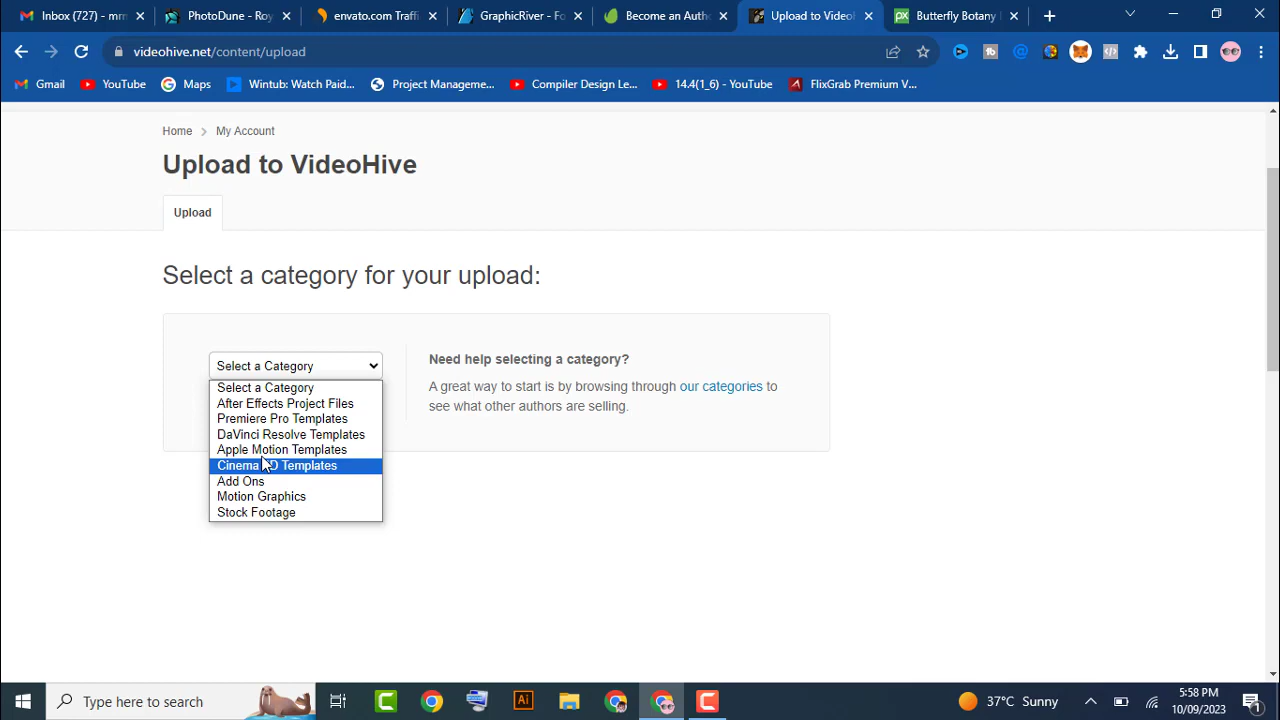 Inbox (727) - mm
PhotoDune - Roy
envato.com Traffi
GraphicRiver - Fo
Become an Autho
Upload to VideoH
Butterfly Botany
videohive.net/content/upload
Gmail
YouTube
Maps
Wintub: Watch Paid...
Project Manageme...
Compiler Design Le...
14.4(1_6) - YouTube
FlixGrab Premium V...
Home
My Account
Upload to VideoHive
Upload
Select a category for your upload:
Select a Category
Need help selecting a category?
A great way to start is by browsing through our categories to
see what other authors are selling.
Select a Category
After Effects Project Files
Premiere Pro Templates
DaVinci Resolve Templates
Apple Motion Templates
Cinema D Templates
Add Ons
Motion Graphics
Stock Footage
Type here to search
Ai
37°C Sunny
5:58 PM
10/09/2023
1